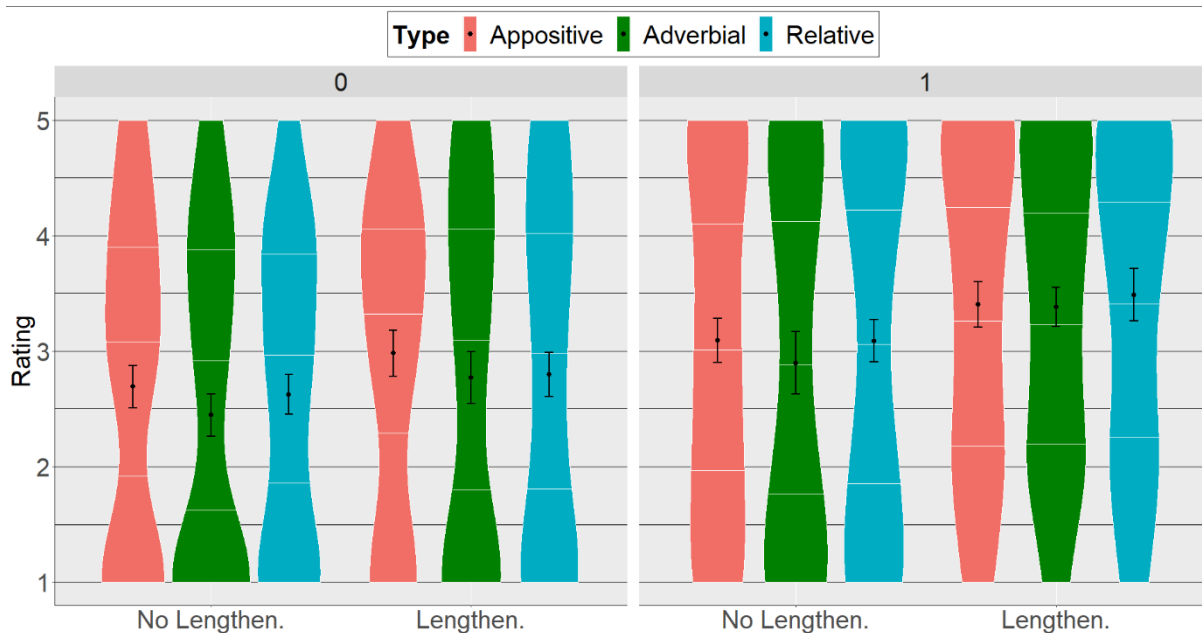 Type Appositive Adverbial Relative
0 1
Rating
5
4
3
2
1
No Lengthen. Lengthen. No Lengthen. Lengthen.